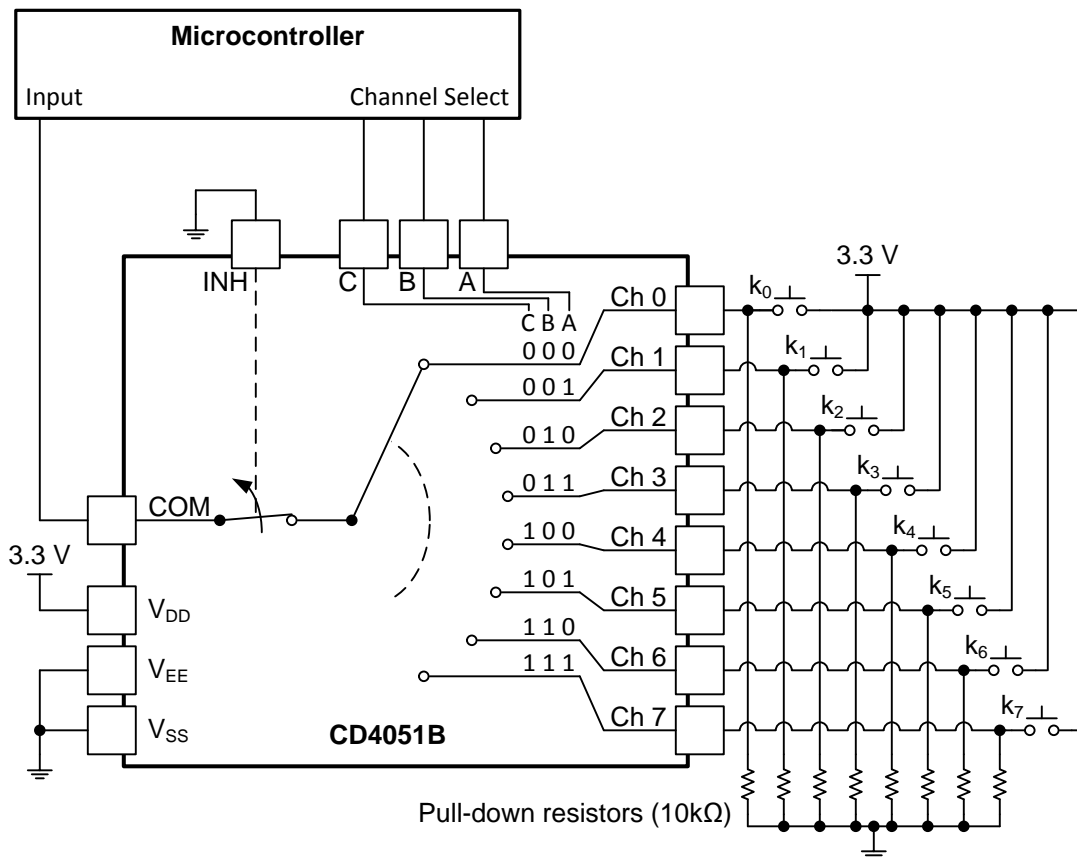 Microcontroller
Input
Channel Select
INH
C
B
A
3.3 V
C B A
Ch 0
k0
0 0 0
Ch 1
k1
0 0 1
Ch 2
k2
0 1 0
Ch 3
k3
0 1 1
COM
Ch 4
k4
1 0 0
3.3 V
Ch 5
k5
1 0 1
VDD
Ch 6
k6
1 1 0
VEE
1 1 1
Ch 7
k7
VSS
CD4051B
Pull-down resistors (10kΩ)